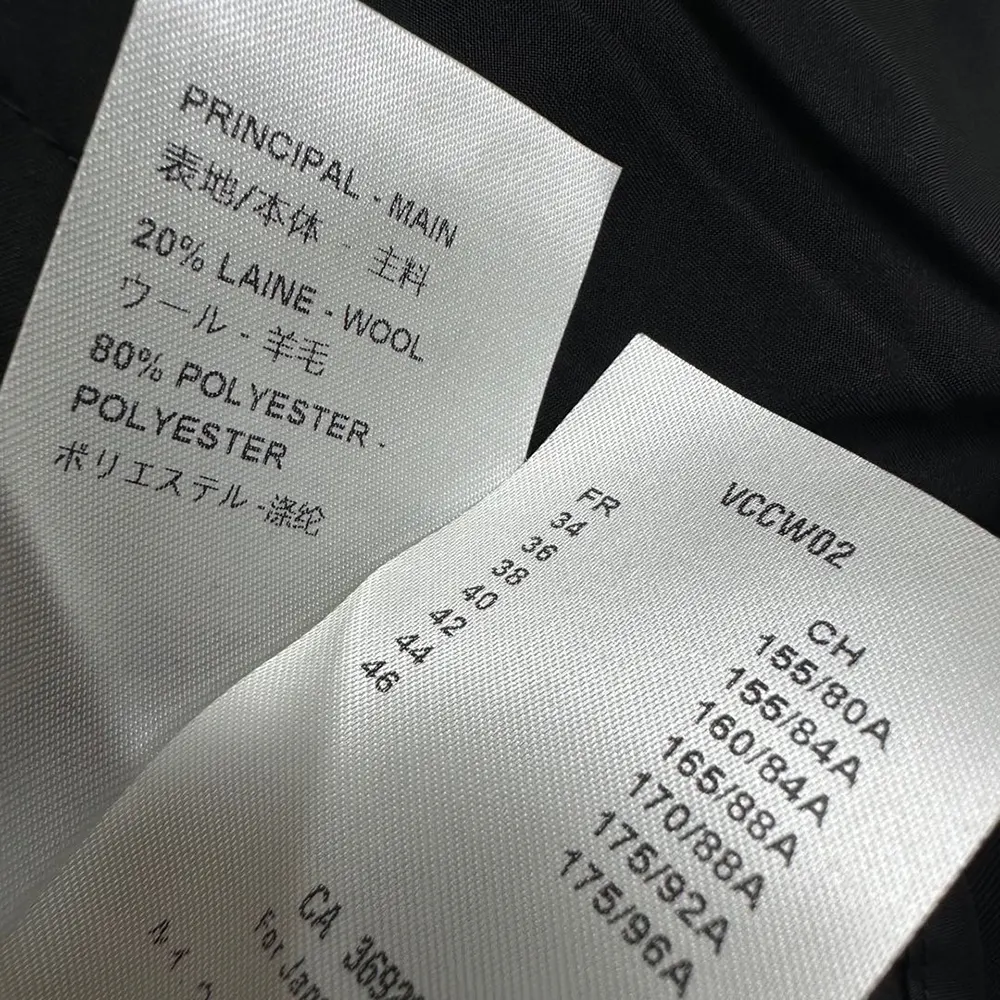 PRINCIPAL - MAIN
表地/本体 - 主料
20% LAINE - WOOL
ウール - 羊毛
80% POLYESTER -
POLYESTER
ポリエステル -涤纶
VCCW02
FR CH
34 155/80A
36 155/84A
38 160/84A
40 165/88A
42 170/88A
44 175/92A
46 175/96A
CA 3692
For